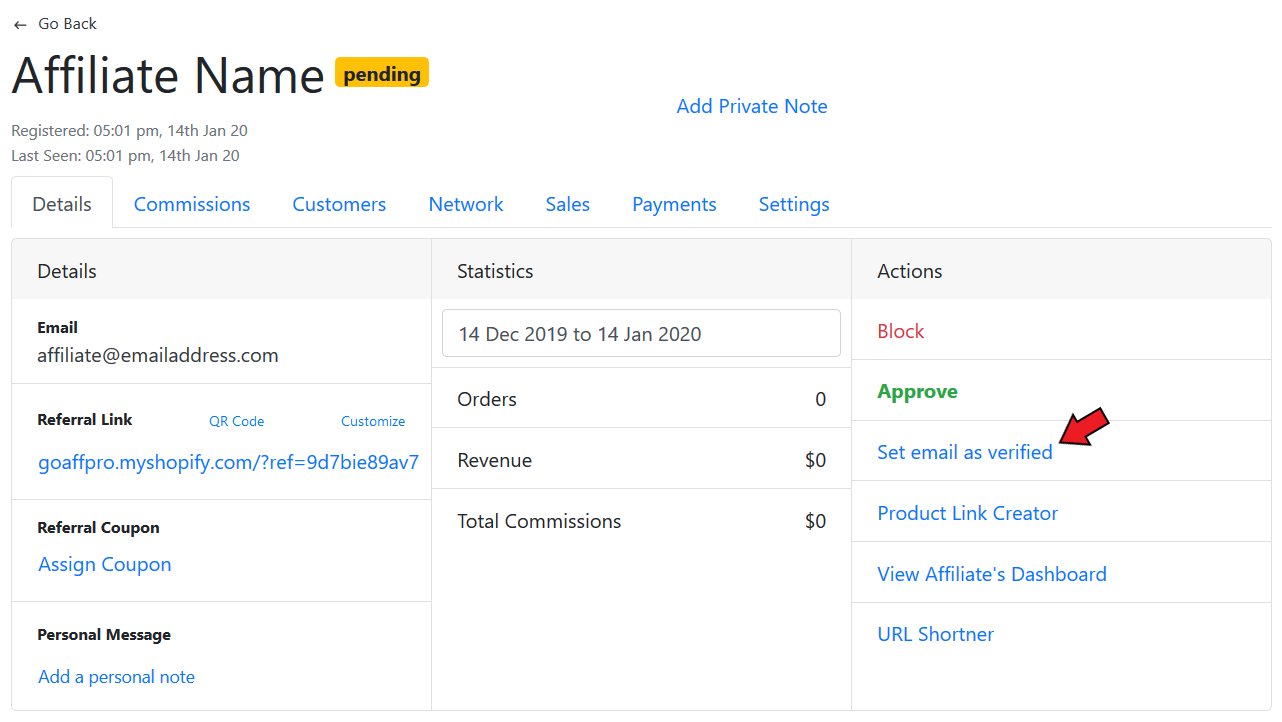 ← Go Back
Affiliate Name pending
Add Private Note
Registered: 05:01 pm, 14th Jan 20
Last Seen: 05:01 pm, 14th Jan 20
Details Commissions Customers Network Sales Payments Settings
Details
Email
affiliate@emailaddress.com
Referral Link QR Code Customize
goaffpro.myshopify.com/?ref=9d7bie89av7
Referral Coupon
Assign Coupon
Personal Message
Add a personal note
Statistics
14 Dec 2019 to 14 Jan 2020
Orders 0
Revenue $0
Total Commissions $0
Actions
Block
Approve
Set email as verified
Product Link Creator
View Affiliate's Dashboard
URL Shortner